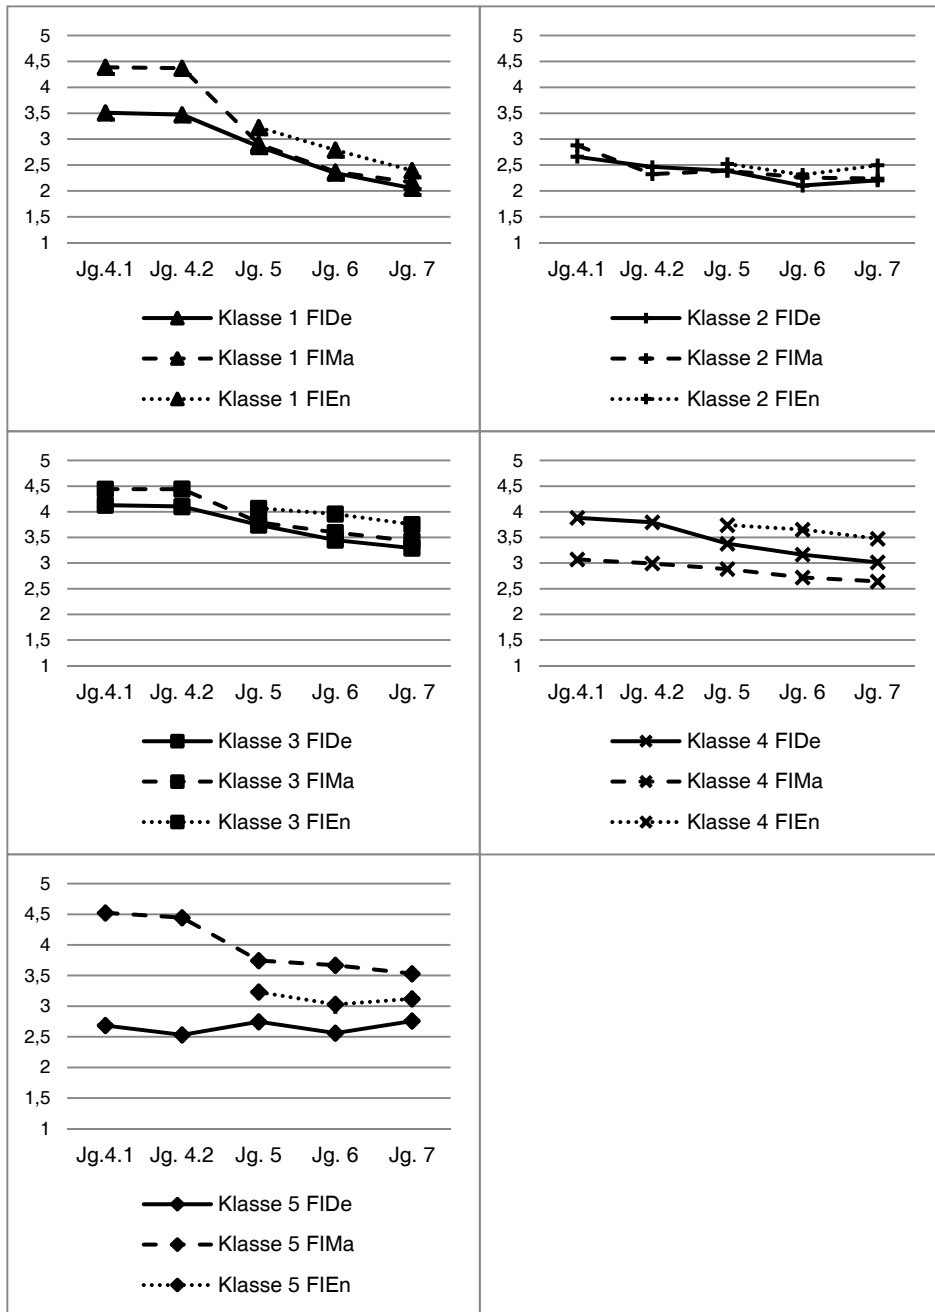 5
4,5
4
3,5
3
2,5
2
1,5
1
Jg.4.1 Jg. 4.2 Jg. 5 Jg. 6 Jg. 7
Klasse 1 FIDe
Klasse 1 FIMa
Klasse 1 FIEn
5
4,5
4
3,5
3
2,5
2
1,5
1
Jg.4.1 Jg. 4.2 Jg. 5 Jg. 6 Jg. 7
Klasse 2 FIDe
Klasse 2 FIMa
Klasse 2 FIEn
5
4,5
4
3,5
3
2,5
2
1,5
1
Jg.4.1 Jg. 4.2 Jg. 5 Jg. 6 Jg. 7
Klasse 3 FIDe
Klasse 3 FIMa
Klasse 3 FIEn
5
4,5
4
3,5
3
2,5
2
1,5
1
Jg.4.1 Jg. 4.2 Jg. 5 Jg. 6 Jg. 7
Klasse 4 FIDe
Klasse 4 FIMa
Klasse 4 FIEn
5
4,5
4
3,5
3
2,5
2
1,5
1
Jg.4.1 Jg. 4.2 Jg. 5 Jg. 6 Jg. 7
Klasse 5 FIDe
Klasse 5 FIMa
Klasse 5 FIEn